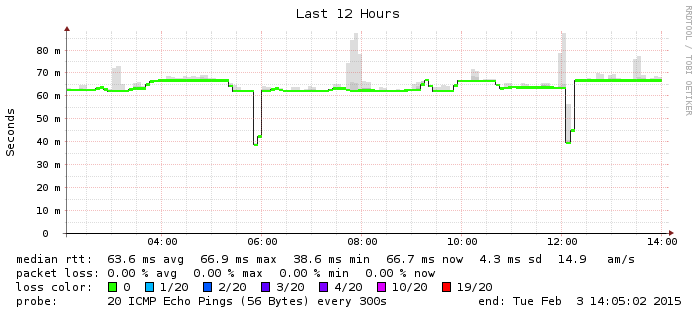 Last 12 Hours
RRDTOOL / TOBI OETIKER
Seconds
80 m
70 m
60 m
50 m
40 m
30 m
20 m
10 m
0
04:00 06:00 08:00 10:00 12:00 14:00
median rtt: 63.6 ms avg 66.9 ms max 38.6 ms min 66.7 ms now 4.3 ms sd 14.9 am/s
packet loss: 0.00 % avg 0.00 % max 0.00 % min 0.00 % now
loss color: 0 1/20 2/20 3/20 4/20 10/20 19/20
probe: 20 ICMP Echo Pings (56 Bytes) every 300s end: Tue Feb 3 14:05:02 2015